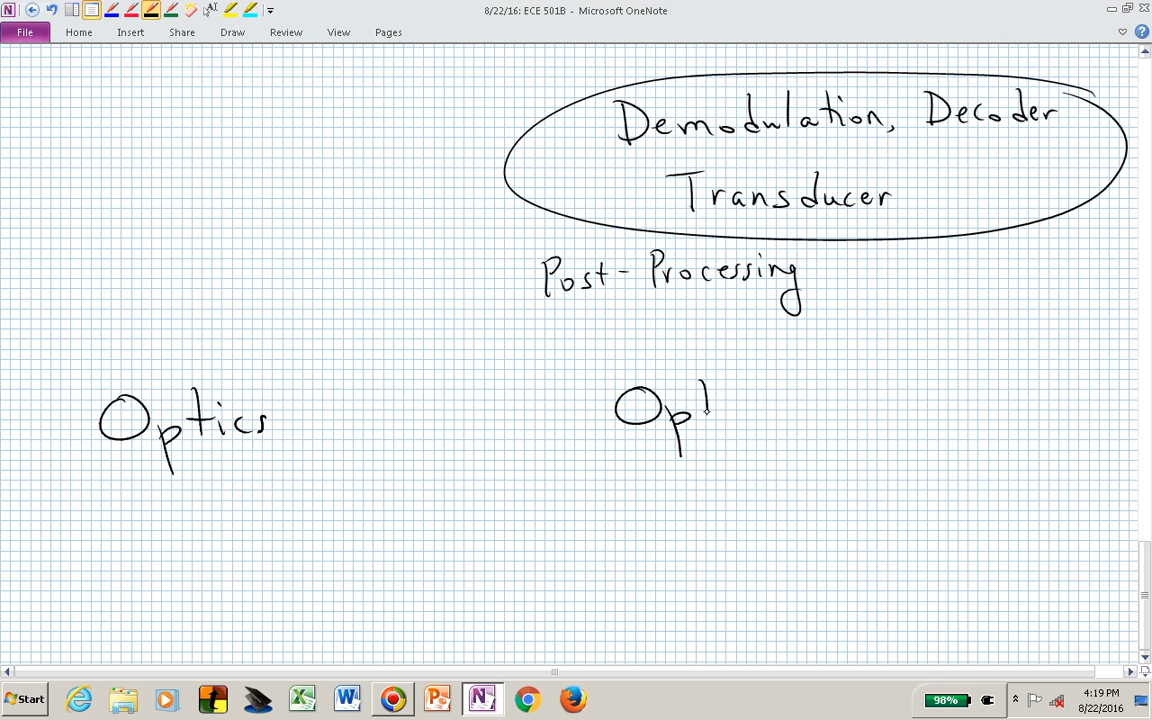 8/22/16: ECE 501B - Microsoft OneNote
File Home Insert Share Draw Review View Pages
Demodulation, Decoder
Transducer
Post-Processing
Optics Op
Start 98% 4:19 PM
8/22/2016